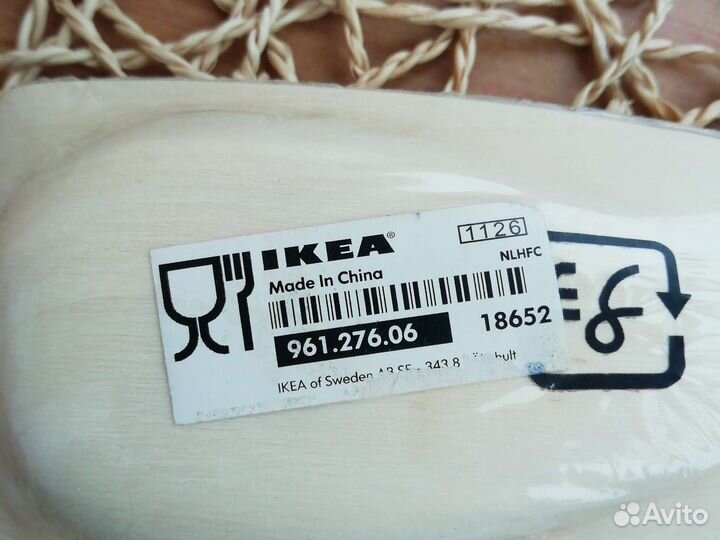 IKEA®
1126
NLHFC
Made In China
961.276.06
18652
IKEA of Sweden AB SE - 343 8
Avito